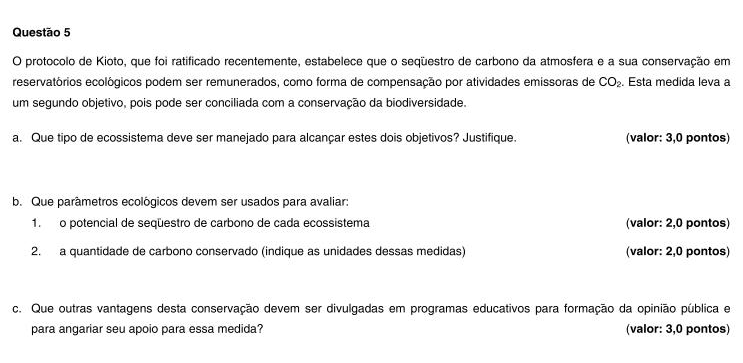 Questão 5
O protocolo de Kioto, que foi ratificado recentemente, estabelece que o seqüestro de carbono da atmosfera e a sua conservação em
reservatórios ecológicos podem ser remunerados, como forma de compensação por atividades emissoras de CO₂. Esta medida leva a
um segundo objetivo, pois pode ser conciliada com a conservação da biodiversidade.
a. Que tipo de ecossistema deve ser manejado para alcançar estes dois objetivos? Justifique. (valor: 3,0 pontos)
b. Que parâmetros ecológicos devem ser usados para avaliar:
1. o potencial de seqüestro de carbono de cada ecossistema (valor: 2,0 pontos)
2. a quantidade de carbono conservado (indique as unidades dessas medidas) (valor: 2,0 pontos)
c. Que outras vantagens desta conservação devem ser divulgadas em programas educativos para formação da opinião pública e
para angariar seu apoio para essa medida? (valor: 3,0 pontos)